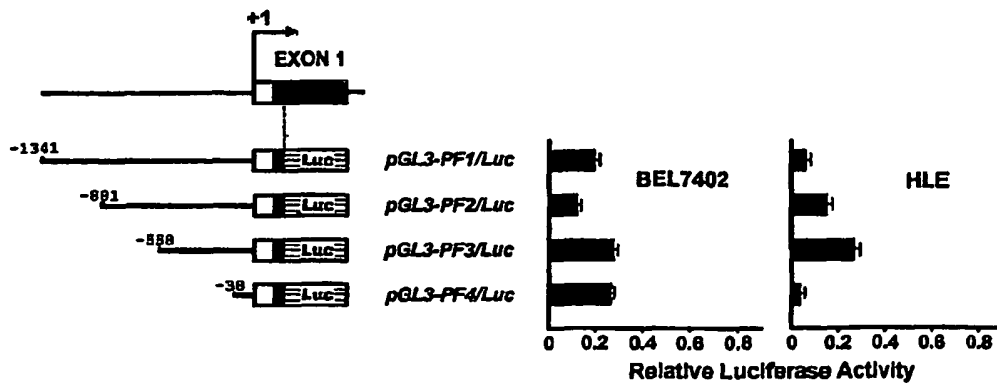 +1
EXON 1
-1341 Luc pGL3-PF1/Luc
-891 Luc pGL3-PF2/Luc
-558 Luc pGL3-PF3/Luc
-38 Luc pGL3-PF4/Luc
BEL7402
HLE
0 0.2 0.4 0.6 0.8
0 0.2 0.4 0.6 0.8
Relative Luciferase Activity